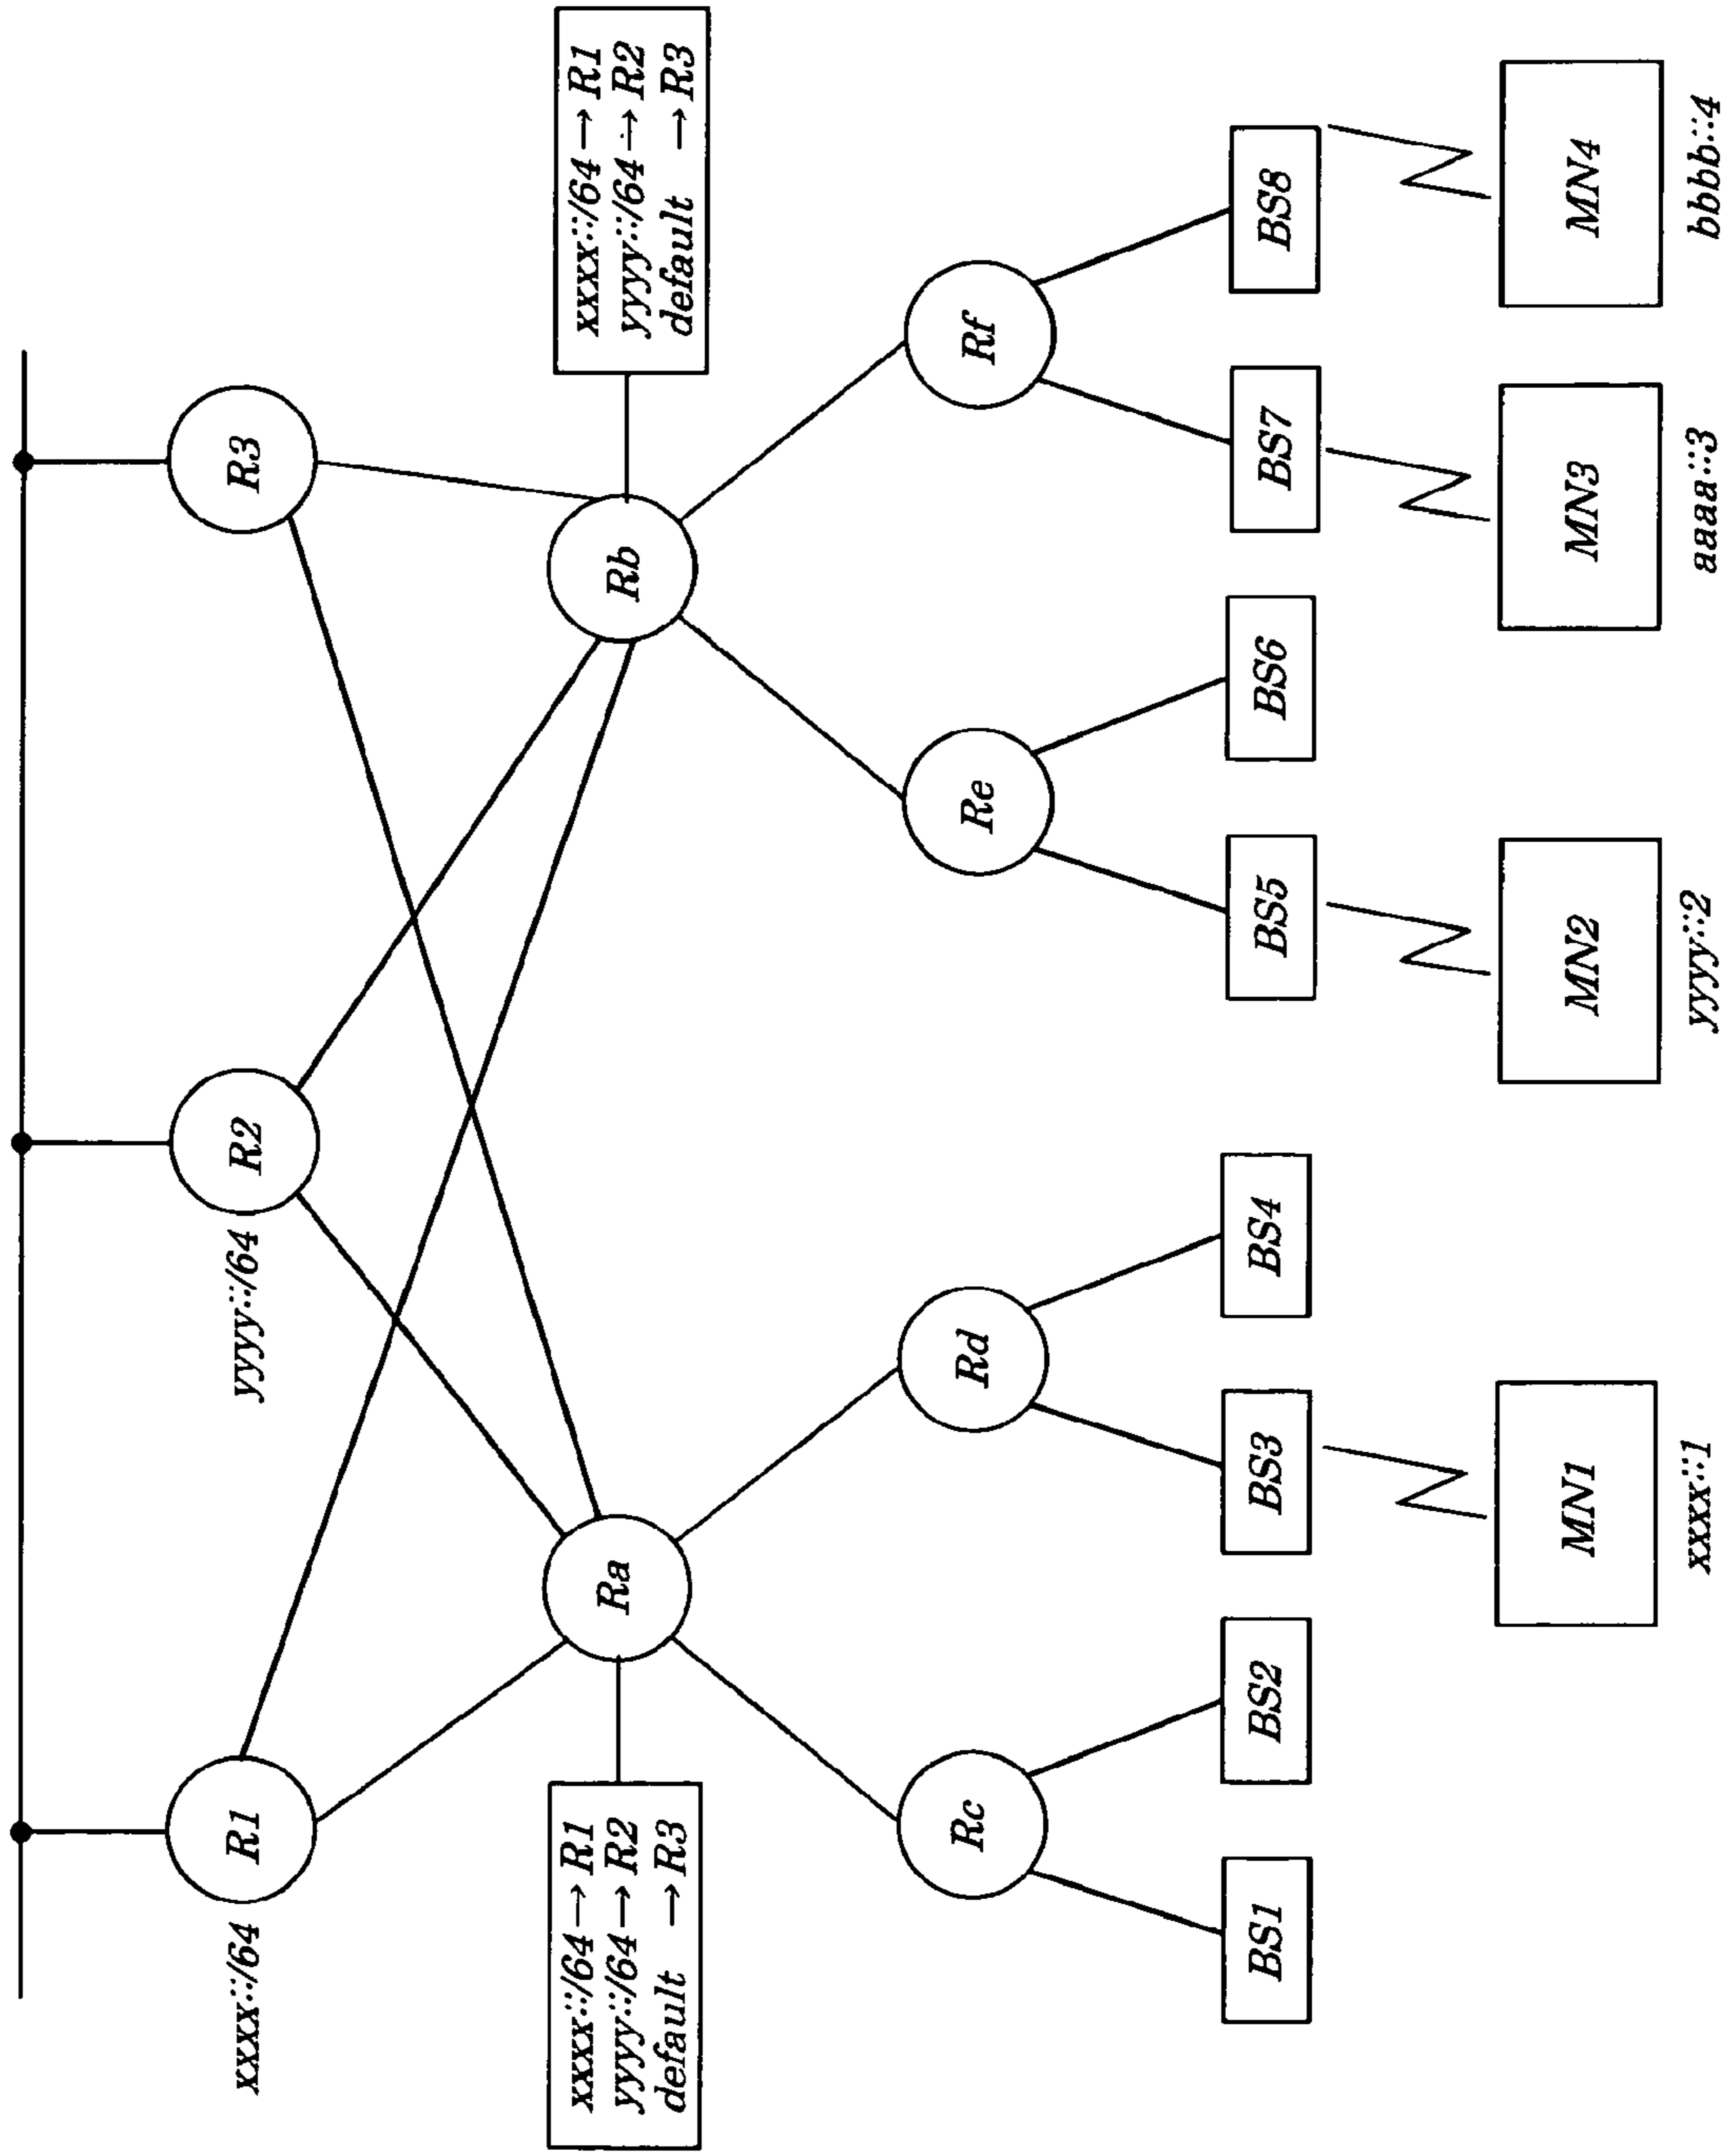 R1
R2
R3
xxxx::/64
yyyy::/64
xxxx::/64→R1
yyyy::/64→R2
default →R3
Ra
Rb
xxxx::/64→R1
yyyy::/64→R2
default →R3
Rc
Rd
Re
Rf
BS1
BS2
BS3
BS4
BS5
BS6
BS7
BS8
MN1
MN2
MN3
MN4
xxxx::1
yyyy::2
aaaa::3
bbbb::4